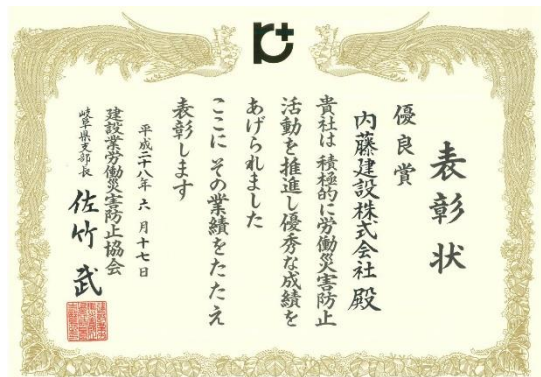 表彰状
優良賞
内藤建設株式会社 殿
貴社は 積極的に労働災害防止
活動を推進し優秀な成績を
あげられました
ここに その業績をたたえ
表彰します
平成二十八年 六月十七日
建設業労働災害防止協会
岐阜県支部長 佐竹 武